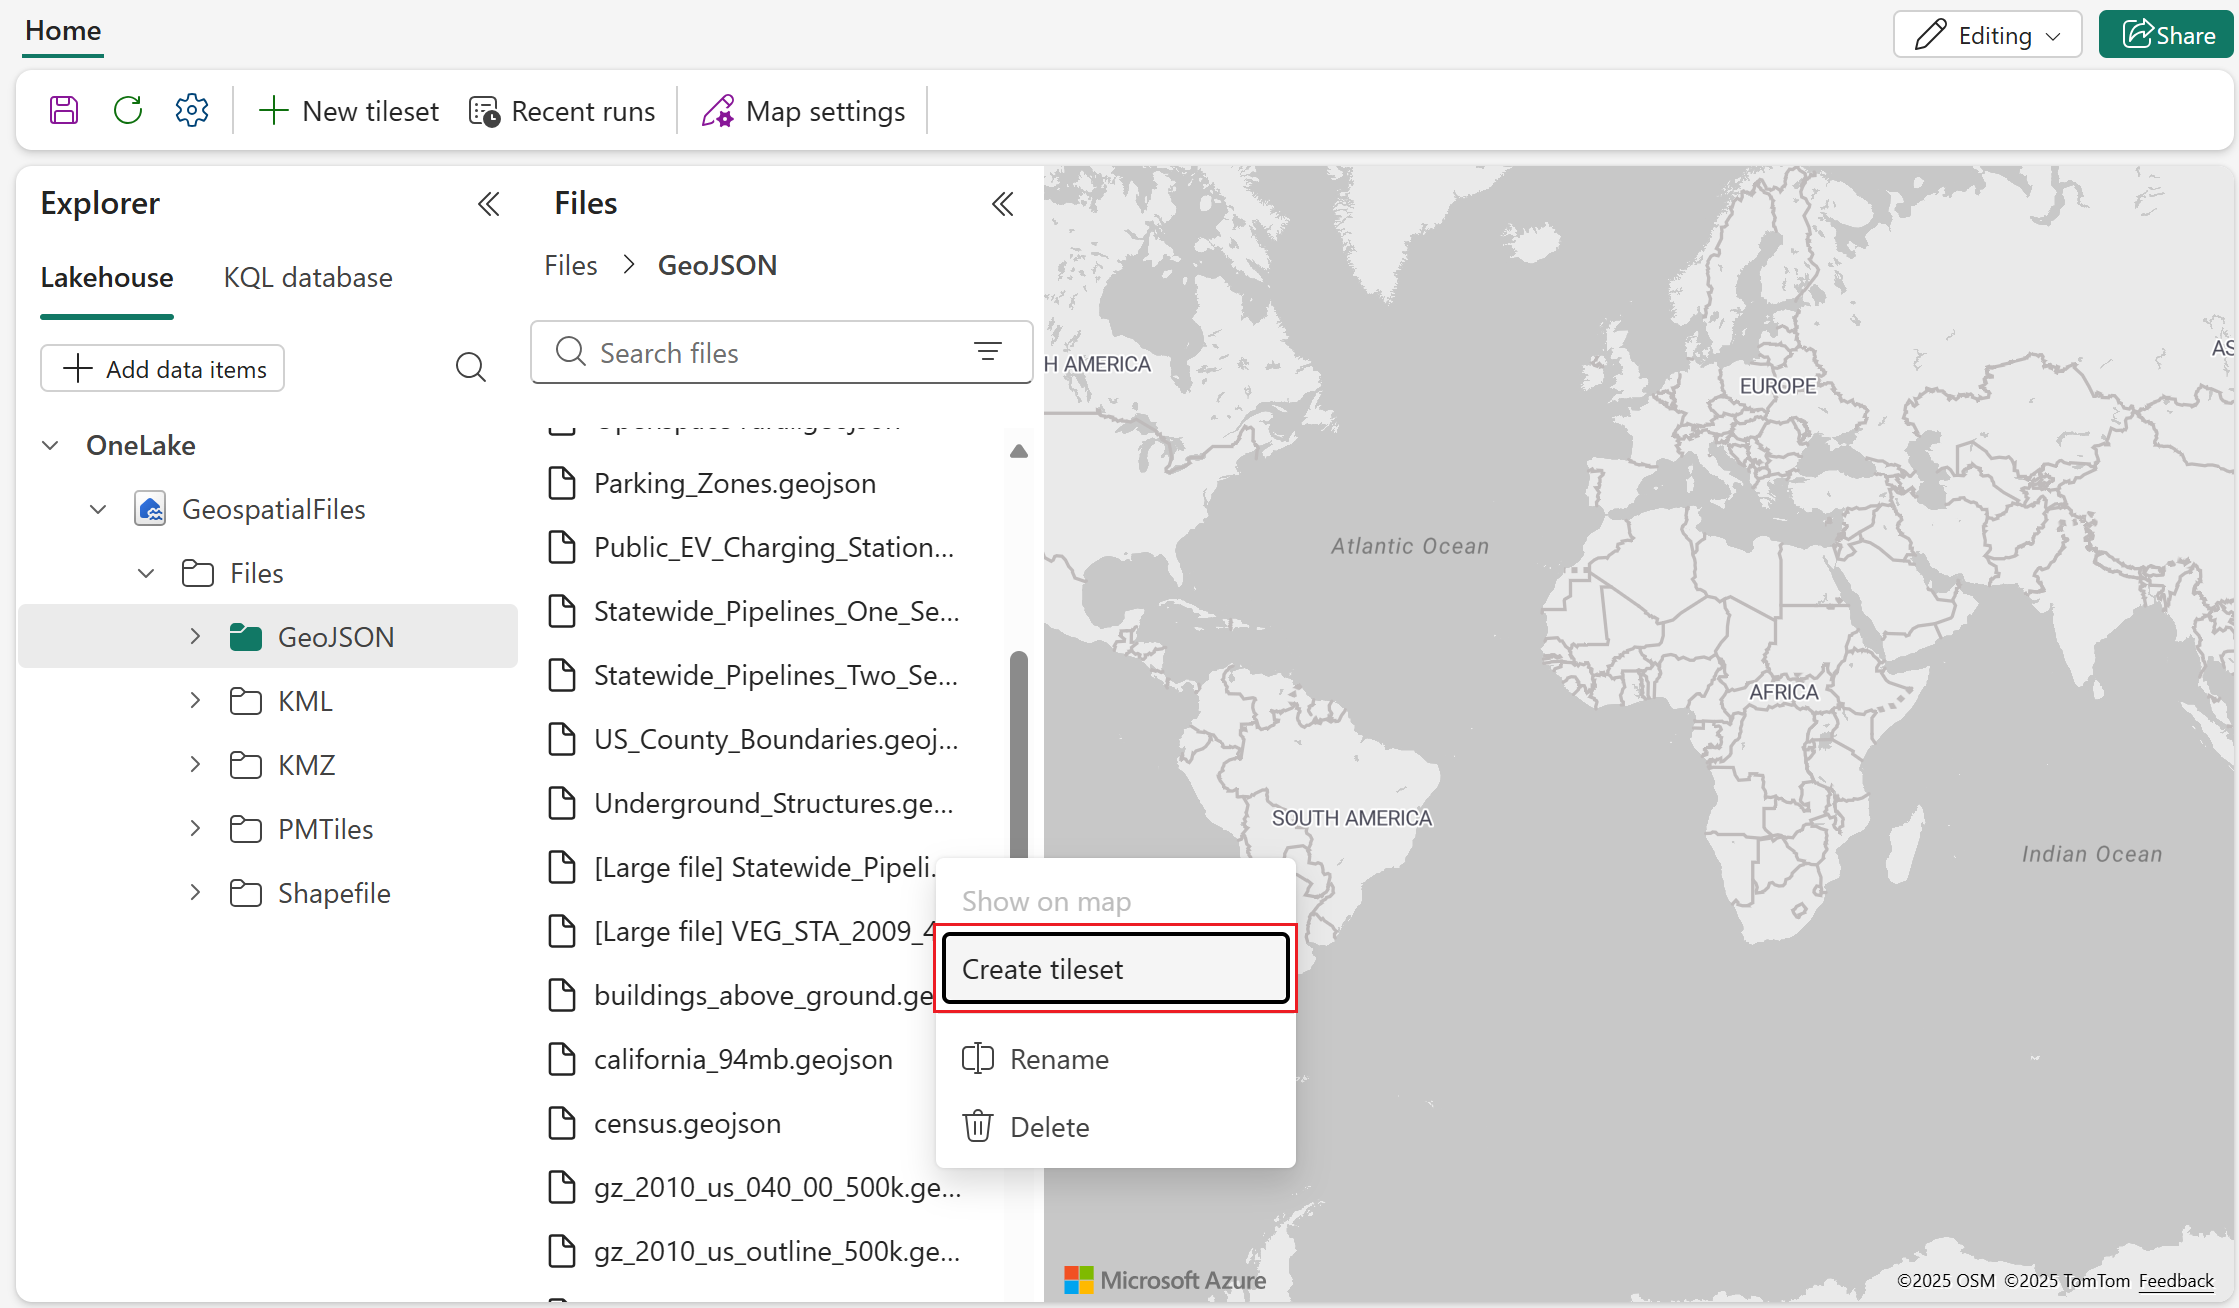 Home
Editing
Share
New tileset
Recent runs
Map settings
Explorer
Lakehouse
KQL database
Add data items
OneLake
GeospatialFiles
Files
GeoJSON
KML
KMZ
PMTiles
Shapefile
Files
Files > GeoJSON
Search files
Parking_Zones.geojson
Public_EV_Charging_Station...
Statewide_Pipelines_One_Se...
Statewide_Pipelines_Two_Se...
US_County_Boundaries.geoj...
Underground_Structures.ge...
[Large file] Statewide_Pipeli.
[Large file] VEG_STA_2009_4
buildings_above_ground.ge
california_94mb.geojson
census.geojson
gz_2010_us_040_00_500k.ge...
gz_2010_us_outline_500k.ge...
Show on map
Create tileset
Rename
Delete
H AMERICA
EUROPE
AS
Atlantic Ocean
AFRICA
SOUTH AMERICA
Indian Ocean
Microsoft Azure
©2025 OSM ©2025 TomTom Feedback